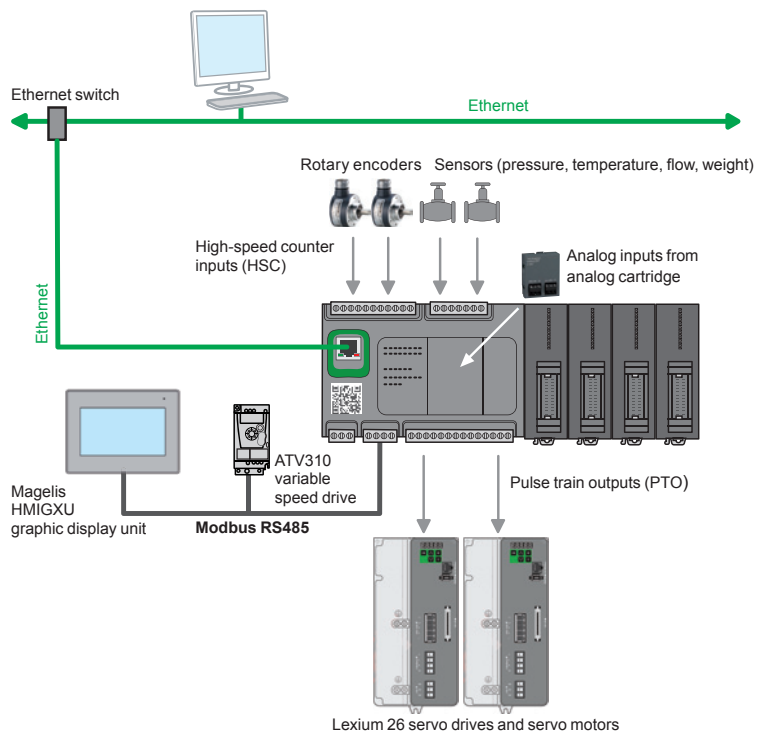 Ethernet switch
Ethernet
Rotary encoders
Sensors (pressure, temperature, flow, weight)
High-speed counter
inputs (HSC)
Analog inputs from
analog cartridge
Ethernet
ATV310
variable
speed drive
Magelis
HMIGXU
graphic display unit
Modbus RS485
Pulse train outputs (PTO)
Lexium 26 servo drives and servo motors